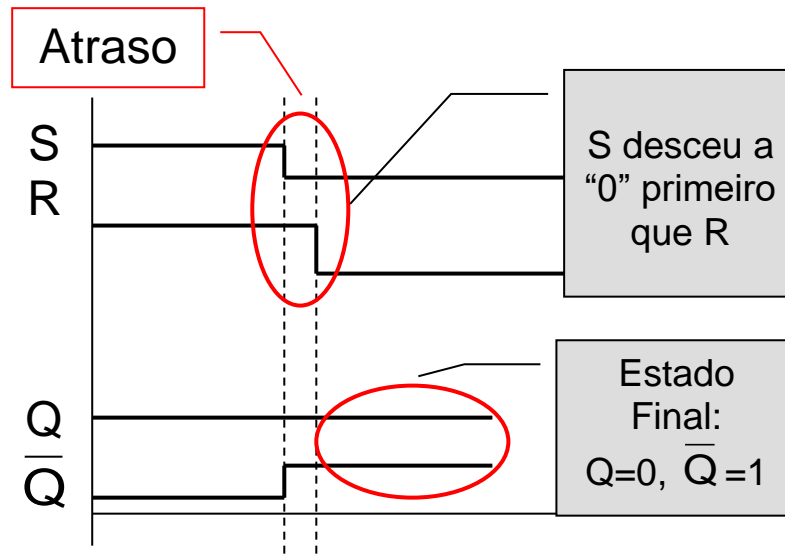 Atraso
S
R
S desceu a
“0” primeiro
que R
Q
Q̅
Estado
Final:
Q=0, Q̅=1